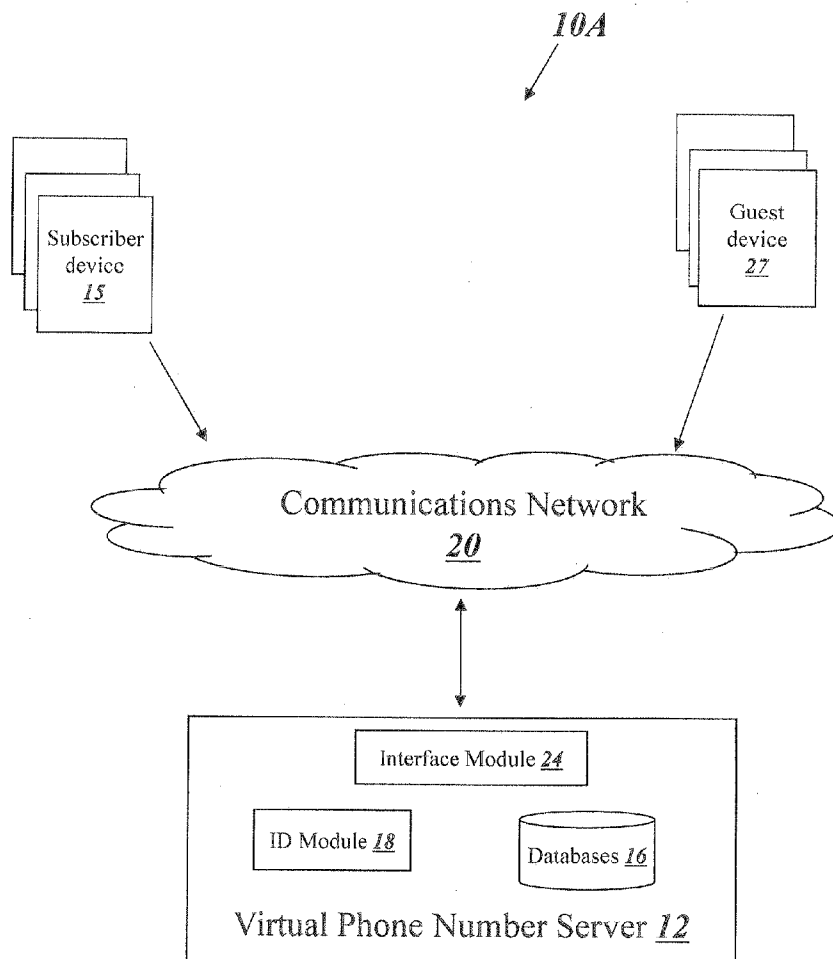 10A
Subscriber
device
15
Guest
device
27
Communications Network
20
Interface Module 24
ID Module 18
Databases 16
Virtual Phone Number Server 12